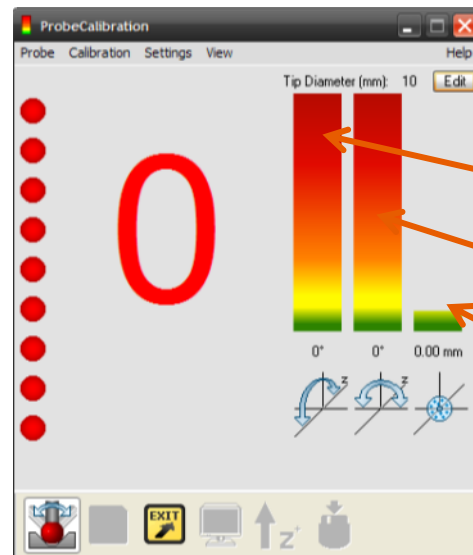 ProbeCalibration
Probe Calibration Settings View Help
Tip Diameter (mm): 10 Edit
0
0° 0° 0.00 mm
z z
EXIT z+